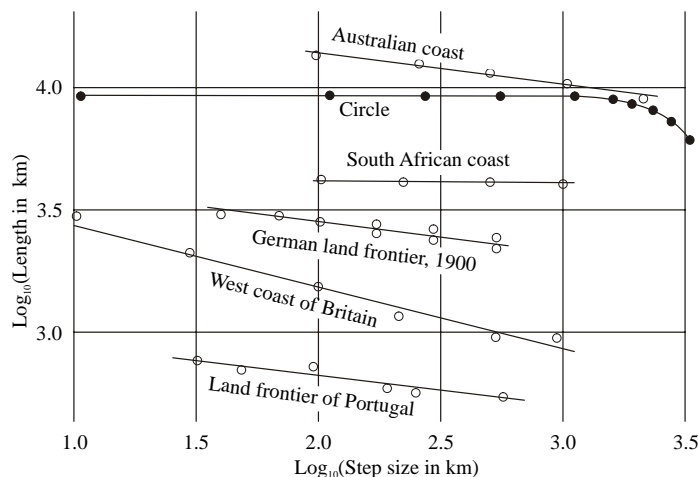 Australian coast
4.0
Circle
South African coast
3.5
German land frontier, 1900
West coast of Britain
3.0
Land frontier of Portugal
Log₁₀(Length in km)
1.0 1.5 2.0 2.5 3.0 3.5
Log₁₀(Step size in km)